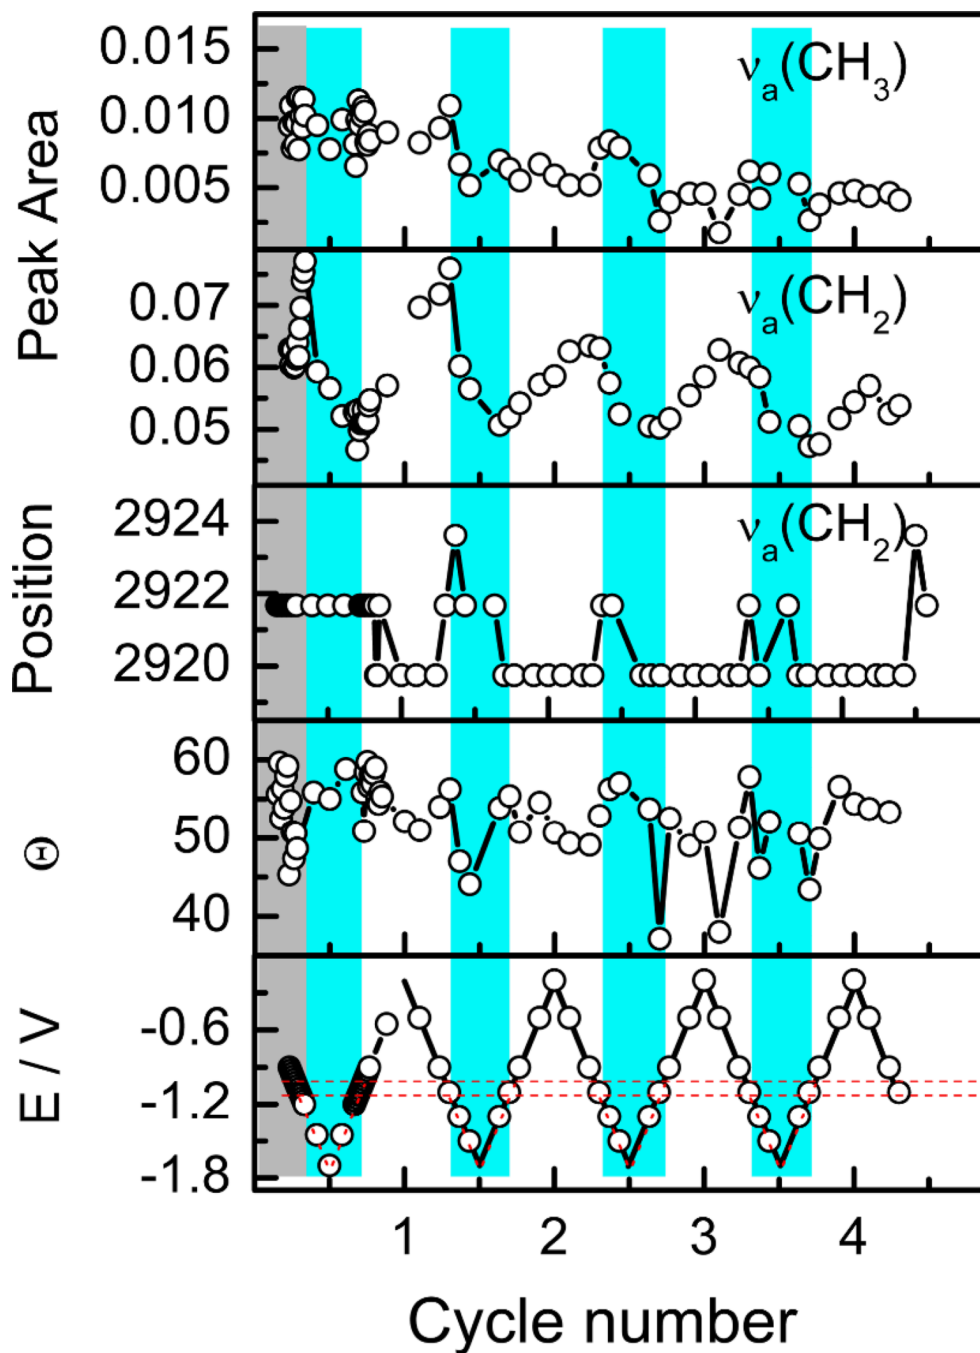 0.015
0.010
0.005
νa(CH3)
Peak Area
0.07
0.06
0.05
νa(CH2)
2924
2922
2920
νa(CH2)
Position
60
50
40
Θ
-0.6
-1.2
-1.8
E / V
1 2 3 4
Cycle number